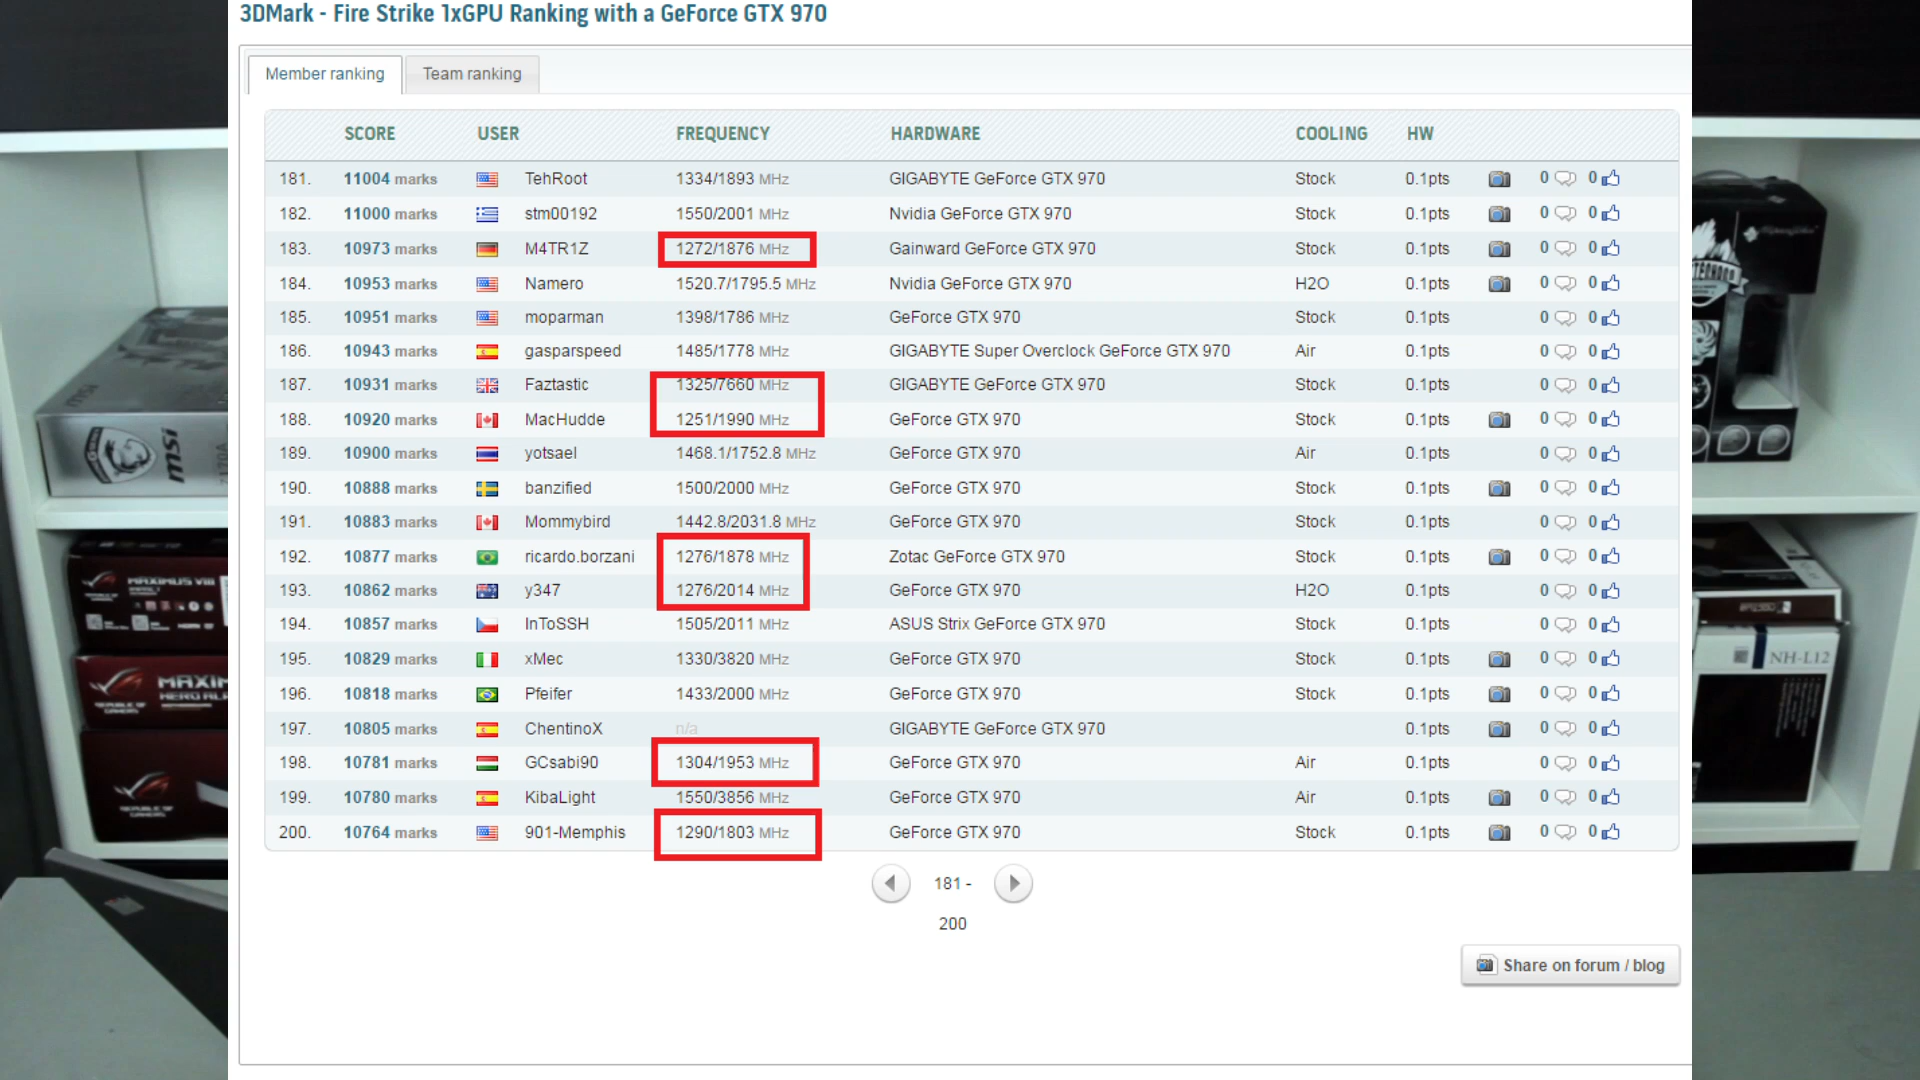 3DMark - Fire Strike 1xGPU Ranking with a GeForce GTX 970
Member ranking Team ranking
SCORE USER FREQUENCY HARDWARE COOLING HW
181. 11004 marks TehRoot 1334/1893 MHz GIGABYTE GeForce GTX 970 Stock 0.1pts 0 0
182. 11000 marks stm00192 1550/2001 MHz Nvidia GeForce GTX 970 Stock 0.1pts 0 0
183. 10973 marks M4TR1Z 1272/1876 MHz Gainward GeForce GTX 970 Stock 0.1pts 0 0
184. 10953 marks Namero 1520.7/1795.5 MHz Nvidia GeForce GTX 970 H2O 0.1pts 0 0
185. 10951 marks moparman 1398/1786 MHz GeForce GTX 970 Stock 0.1pts 0 0
186. 10943 marks gasparspeed 1485/1778 MHz GIGABYTE Super Overclock GeForce GTX 970 Air 0.1pts 0 0
187. 10931 marks Faztastic 1325/7660 MHz GIGABYTE GeForce GTX 970 Stock 0.1pts 0 0
188. 10920 marks MacHudde 1251/1990 MHz GeForce GTX 970 Stock 0.1pts 0 0
189. 10900 marks yotsael 1468.1/1752.8 MHz GeForce GTX 970 Air 0.1pts 0 0
190. 10888 marks banzified 1500/2000 MHz GeForce GTX 970 Stock 0.1pts 0 0
191. 10883 marks Mommybird 1442.8/2031.8 MHz GeForce GTX 970 Stock 0.1pts 0 0
192. 10877 marks ricardo.borzani 1276/1878 MHz Zotac GeForce GTX 970 Stock 0.1pts 0 0
193. 10862 marks y347 1276/2014 MHz GeForce GTX 970 H2O 0.1pts 0 0
194. 10857 marks InToSSH 1505/2011 MHz ASUS Strix GeForce GTX 970 Stock 0.1pts 0 0
195. 10829 marks xMec 1330/3820 MHz GeForce GTX 970 Stock 0.1pts 0 0
196. 10818 marks Pfeifer 1433/2000 MHz GeForce GTX 970 Stock 0.1pts 0 0
197. 10805 marks ChentinoX n/a GIGABYTE GeForce GTX 970 0.1pts 0 0
198. 10781 marks GCsabi90 1304/1953 MHz GeForce GTX 970 Air 0.1pts 0 0
199. 10780 marks KibaLight 1550/3856 MHz GeForce GTX 970 Air 0.1pts 0 0
200. 10764 marks 901-Memphis 1290/1803 MHz GeForce GTX 970 Stock 0.1pts 0 0
181 -
200
Share on forum / blog
msi
MAXIMUS VIII
NH-L12